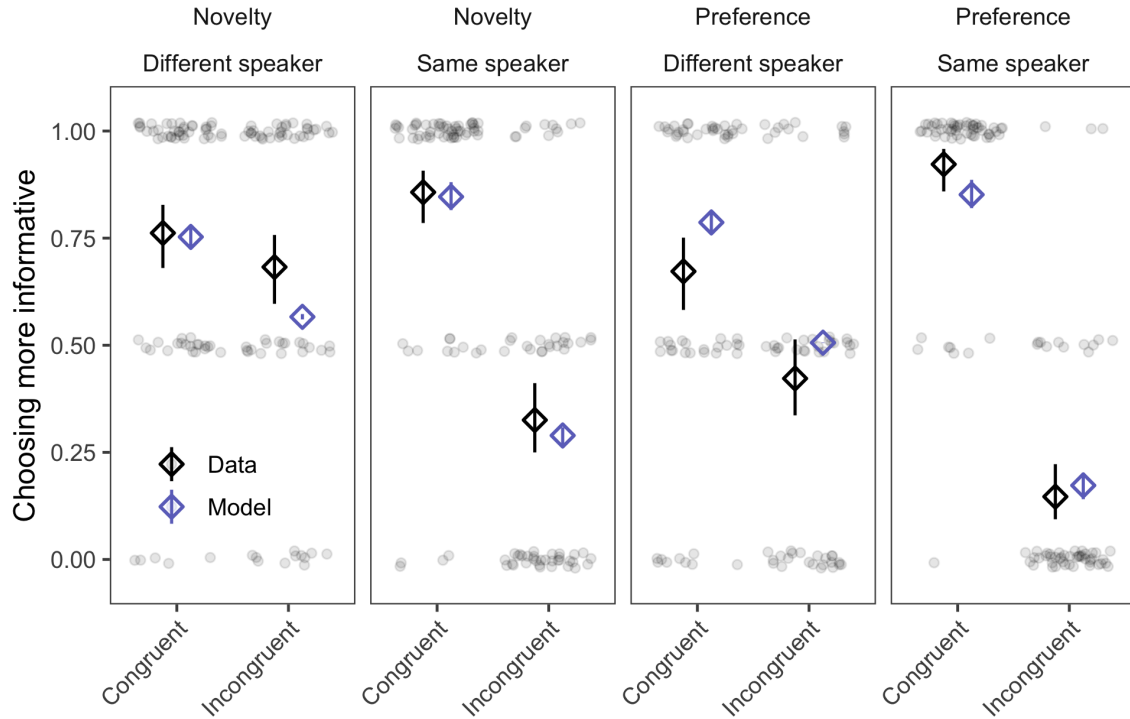 Novelty
Different speaker
Novelty
Same speaker
Preference
Different speaker
Preference
Same speaker
Choosing more informative
1.00
0.75
0.50
0.25
0.00
Data
Model
Congruent
Incongruent
Congruent
Incongruent
Congruent
Incongruent
Congruent
Incongruent